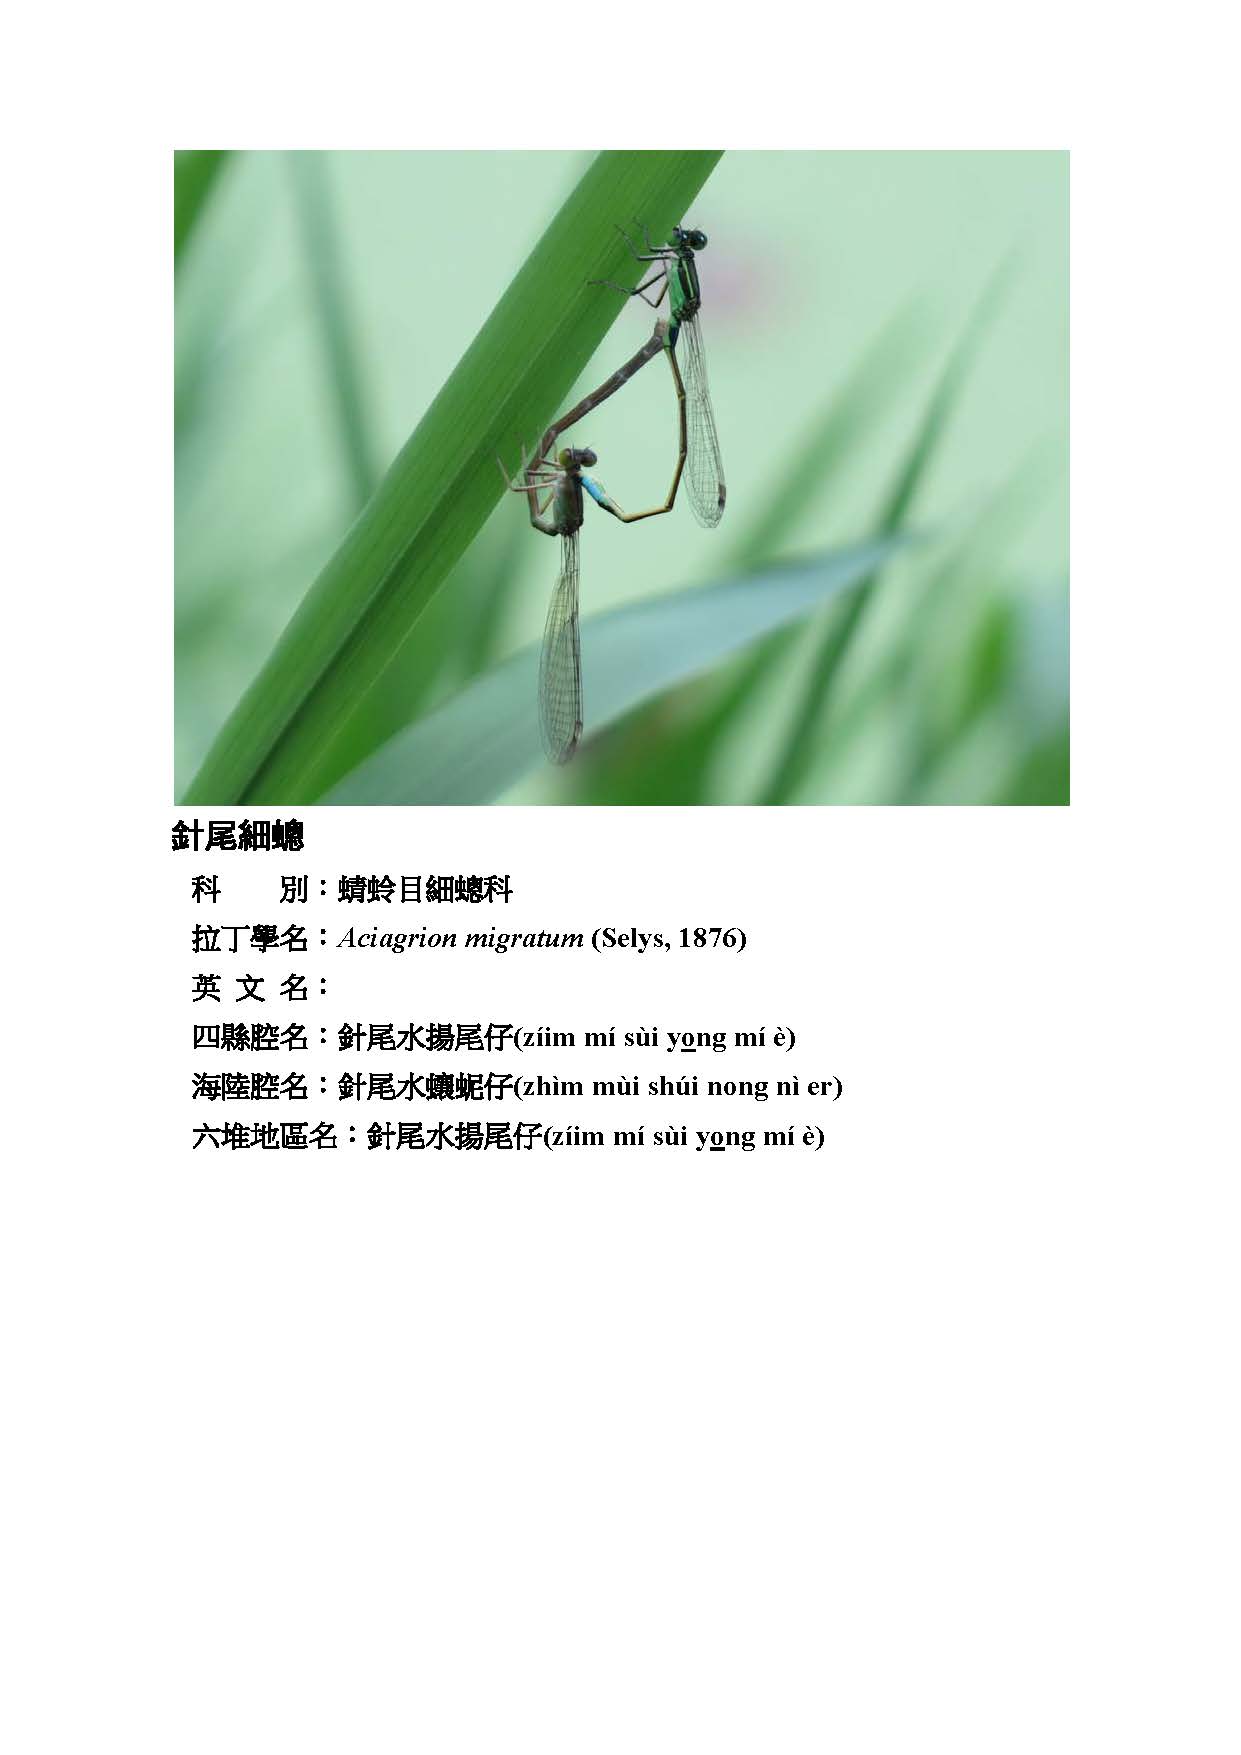 針尾細蟌
科　　別：蜻蛉目細蟌科
拉丁學名：Aciagrion migratum (Selys, 1876)
英 文 名：
四縣腔名：針尾水揚尾仔(zíim mí sùi yong mí è)
海陸腔名：針尾水蠰蚭仔(zhìm mùi shúi nong nì er)
六堆地區名：針尾水揚尾仔(zíim mí sùi yong mí è)